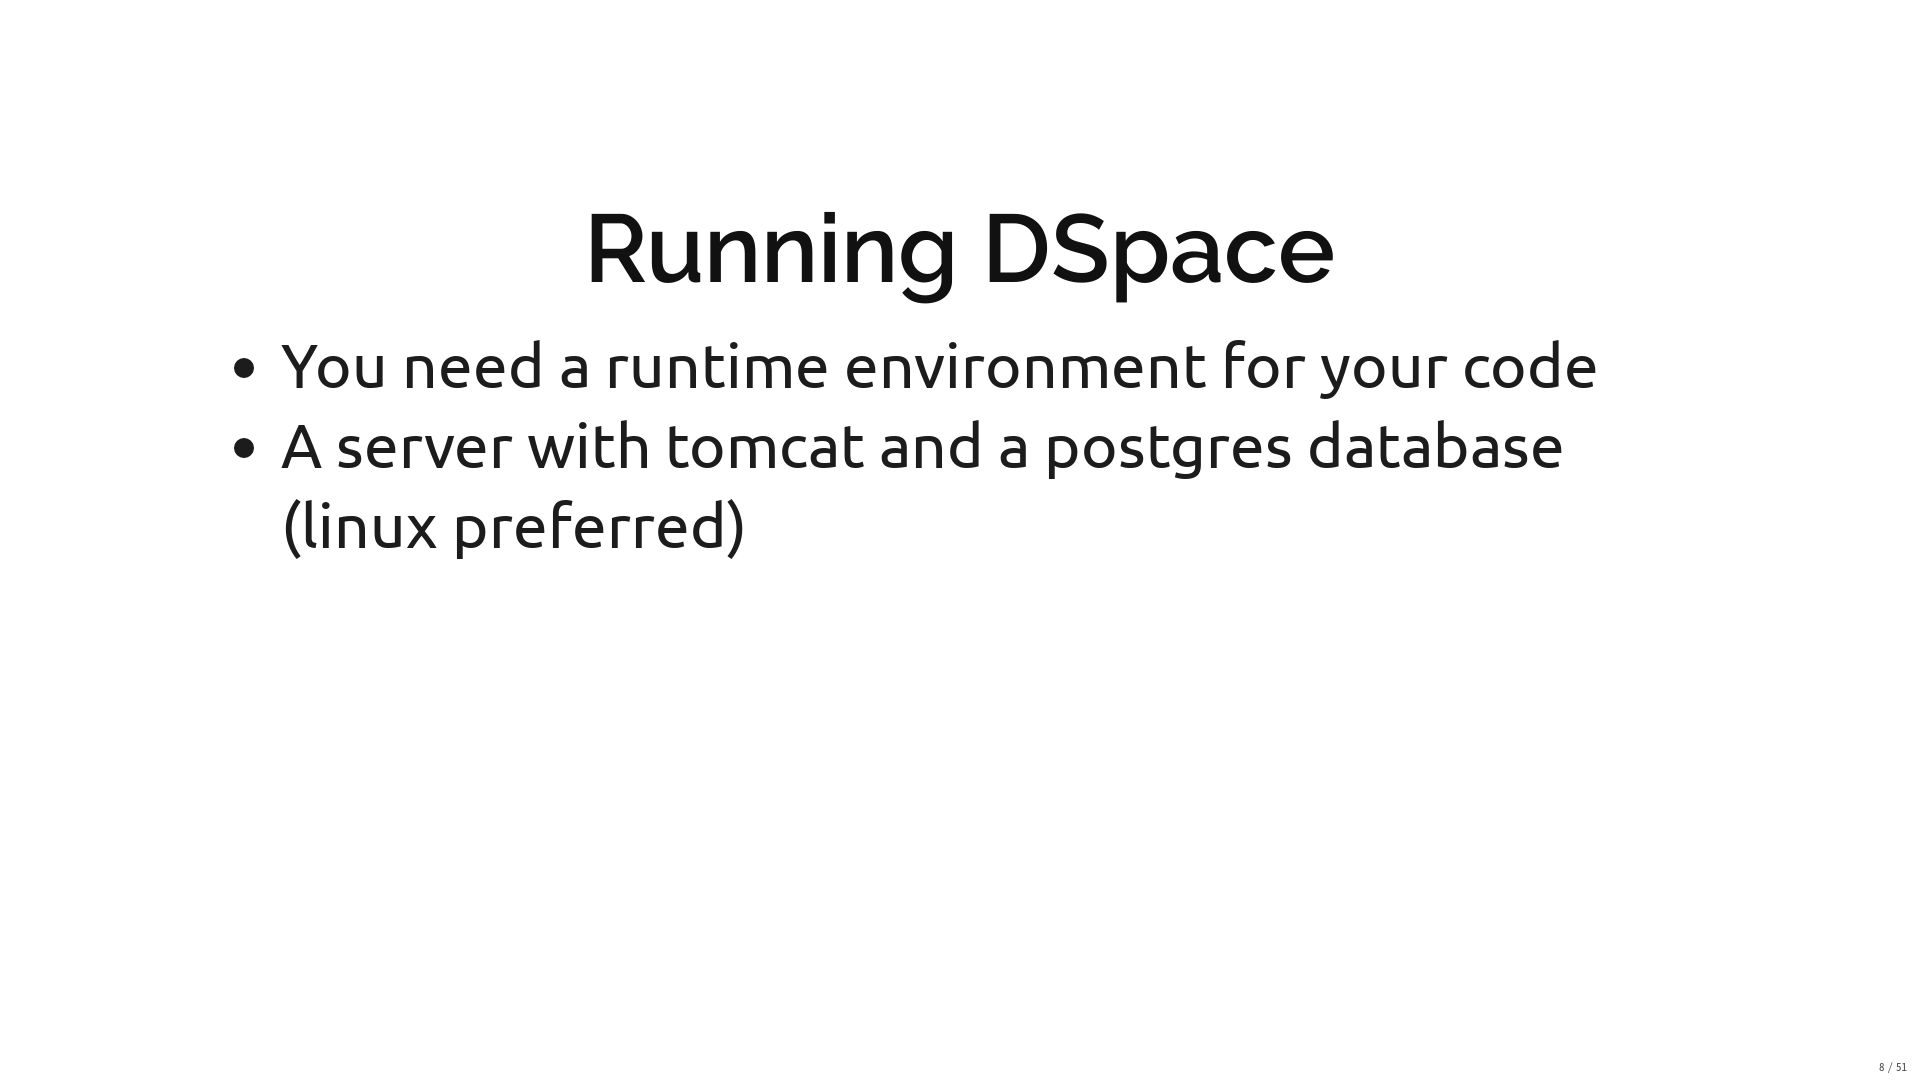 Running DSpace
• You need a runtime environment for your code
• A server with tomcat and a postgres database
(linux preferred)
8 / 51